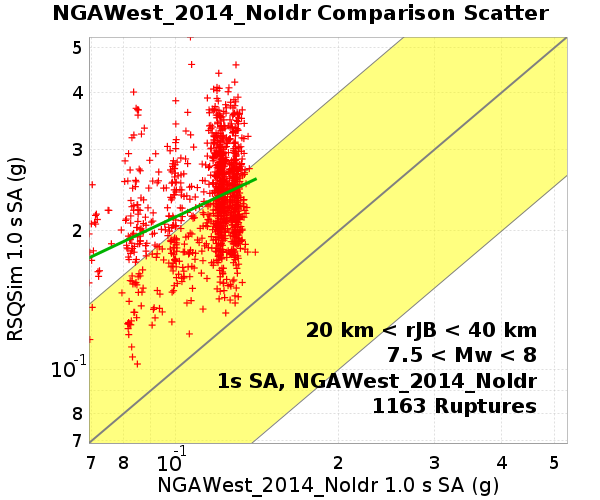 NGAWest_2014_NoIdr Comparison Scatter
5
4
3
2
10-1
8
7
RSQSim 1.0 s SA (g)
20 km < rJB < 40 km
7.5 < Mw < 8
1s SA, NGAWest_2014_NoIdr
1163 Ruptures
7 8 10-1 2 3 4 5
NGAWest_2014_NoIdr 1.0 s SA (g)